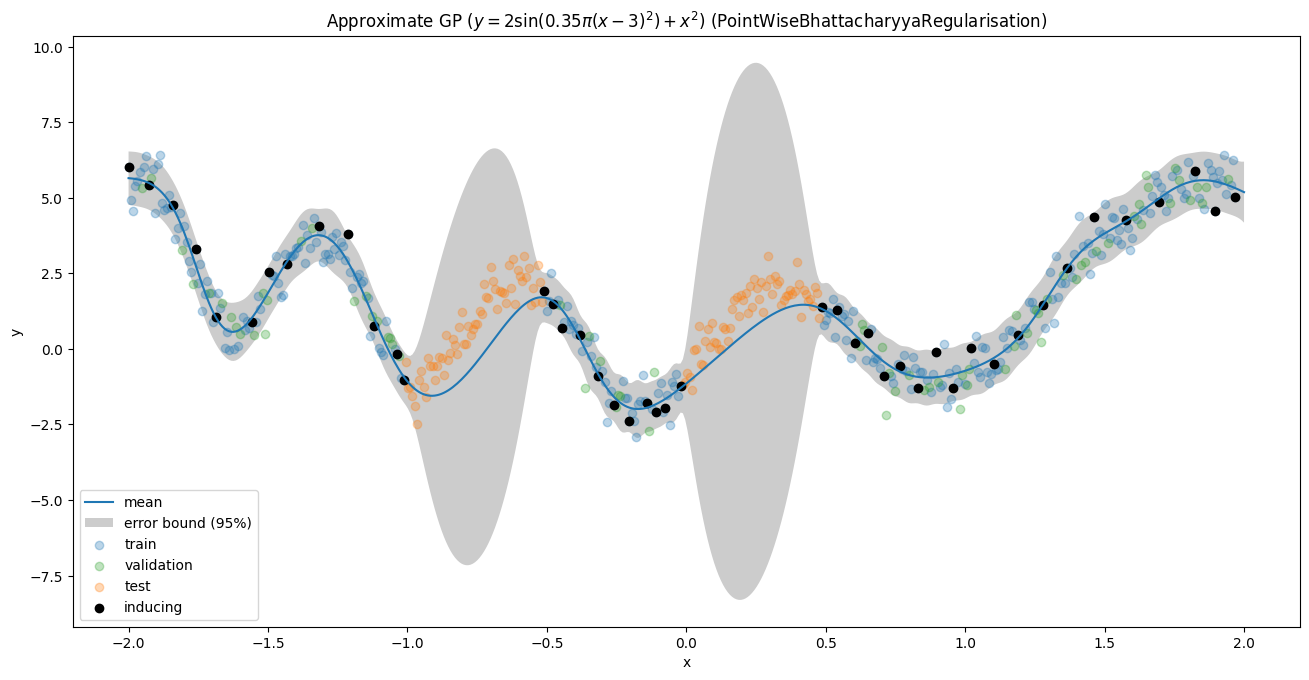 Approximate GP (y = 2sin(0.35π(x − 3)²) + x²) (PointWiseBhattacharyyaRegularisation)
10.0
7.5
5.0
2.5
0.0
−2.5
−5.0
−7.5
y
mean
error bound (95%)
train
validation
test
inducing
−2.0 −1.5 −1.0 −0.5 0.0 0.5 1.0 1.5 2.0
x